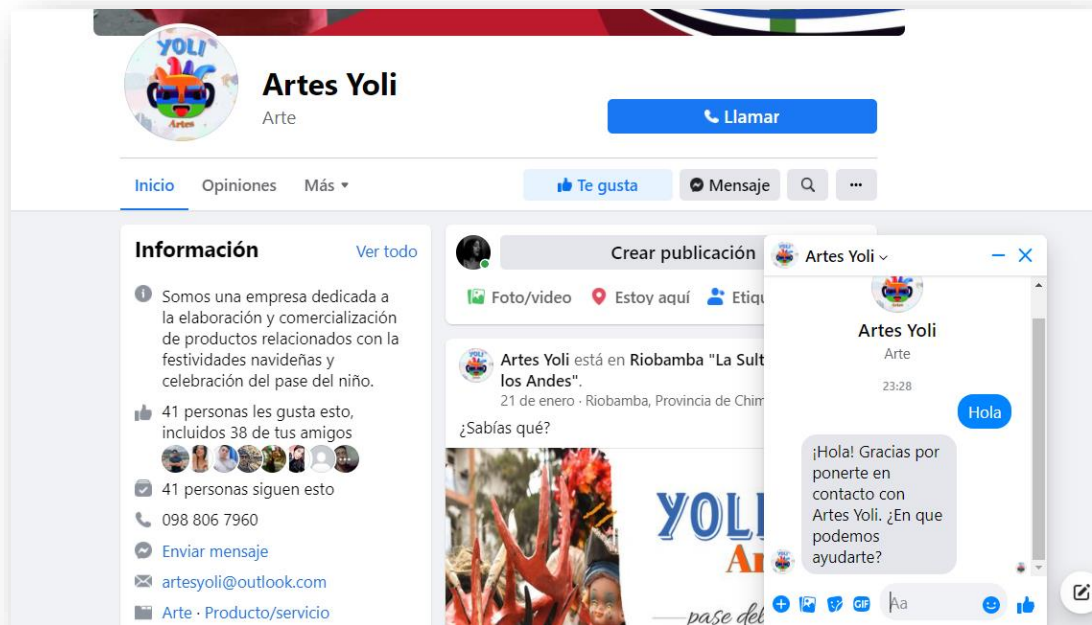 YOLI
Artes
Artes Yoli
Arte
Llamar
Inicio
Opiniones
Más
Te gusta
Mensaje
Información
Ver todo
Somos una empresa dedicada a
la elaboración y comercialización
de productos relacionados con la
festividades navideñas y
celebración del pase del niño.
41 personas les gusta esto,
incluidos 38 de tus amigos
41 personas siguen esto
098 806 7960
Enviar mensaje
artesyoli@outlook.com
Arte · Producto/servicio
Crear publicación
Foto/video
Estoy aquí
Etiqu
Artes Yoli está en Riobamba "La Sult
los Andes".
21 de enero · Riobamba, Provincia de Chim
¿Sabías qué?
YOLI
Ar
pase del
Artes Yoli
Artes Yoli
Arte
23:28
Hola
¡Hola! Gracias por
ponerte en
contacto con
Artes Yoli. ¿En que
podemos
ayudarte?
GIF
Aa